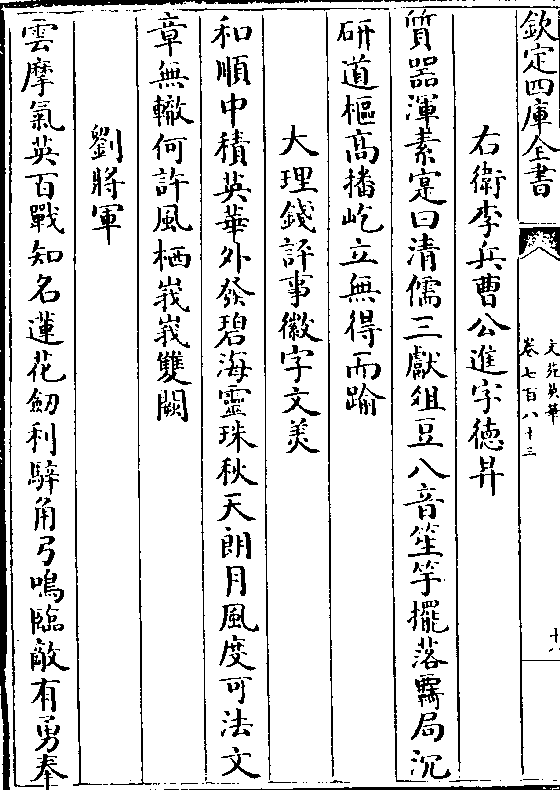 欽定四庫全書
文苑英華
卷七百八十三
十八
右衛李兵曹公進字德昇
質器渾素寔曰清儒三獻俎豆八音笙竽擺落覊局沉
研道樞高播屹立無得而踰
大理錢評事徽字文美
和順中積英華外發碧海靈珠秋天朗月風度可法文
章無轍何許風栖峩峩雙闕
劉將軍
雲摩氣英百戰知名蓮花劒利騂角弓鳴臨敵有勇奉